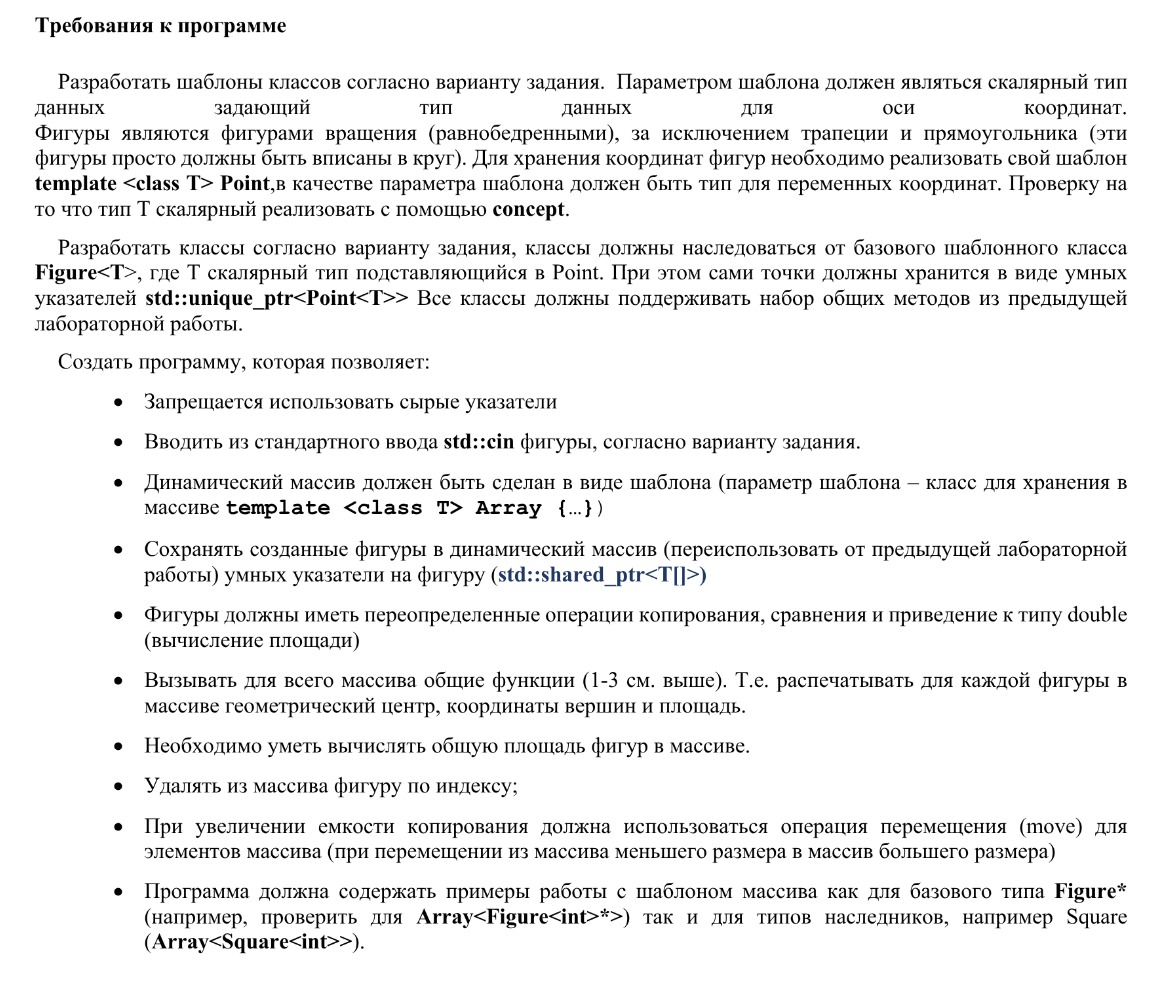 Требования к программе
Разработать шаблоны классов согласно варианту задания. Параметром шаблона должен являться скалярный тип
данных задающий тип данных для оси координат.
Фигуры являются фигурами вращения (равнобедренными), за исключением трапеции и прямоугольника (эти
фигуры просто должны быть вписаны в круг). Для хранения координат фигур необходимо реализовать свой шаблон
template <class T> Point,в качестве параметра шаблона должен быть тип для переменных координат. Проверку на
то что тип T скалярный реализовать с помощью concept.
Разработать классы согласно варианту задания, классы должны наследоваться от базового шаблонного класса
Figure<T>, где T скалярный тип подставляющийся в Point. При этом сами точки должны хранится в виде умных
указателей std::unique_ptr<Point<T>> Все классы должны поддерживать набор общих методов из предыдущей
лабораторной работы.
Создать программу, которая позволяет:
• Запрещается использовать сырые указатели
• Вводить из стандартного ввода std::cin фигуры, согласно варианту задания.
• Динамический массив должен быть сделан в виде шаблона (параметр шаблона – класс для хранения в
массиве template <class T> Array {…})
• Сохранять созданные фигуры в динамический массив (переиспользовать от предыдущей лабораторной
работы) умных указатели на фигуру (std::shared_ptr<T[]>)
• Фигуры должны иметь переопределенные операции копирования, сравнения и приведение к типу double
(вычисление площади)
• Вызывать для всего массива общие функции (1-3 см. выше). Т.е. распечатывать для каждой фигуры в
массиве геометрический центр, координаты вершин и площадь.
• Необходимо уметь вычислять общую площадь фигур в массиве.
• Удалять из массива фигуру по индексу;
• При увеличении емкости копирования должна использоваться операция перемещения (move) для
элементов массива (при перемещении из массива меньшего размера в массив большего размера)
• Программа должна содержать примеры работы с шаблоном массива как для базового типа Figure*
(например, проверить для Array<Figure<int>*>) так и для типов наследников, например Square
(Array<Square<int>>).